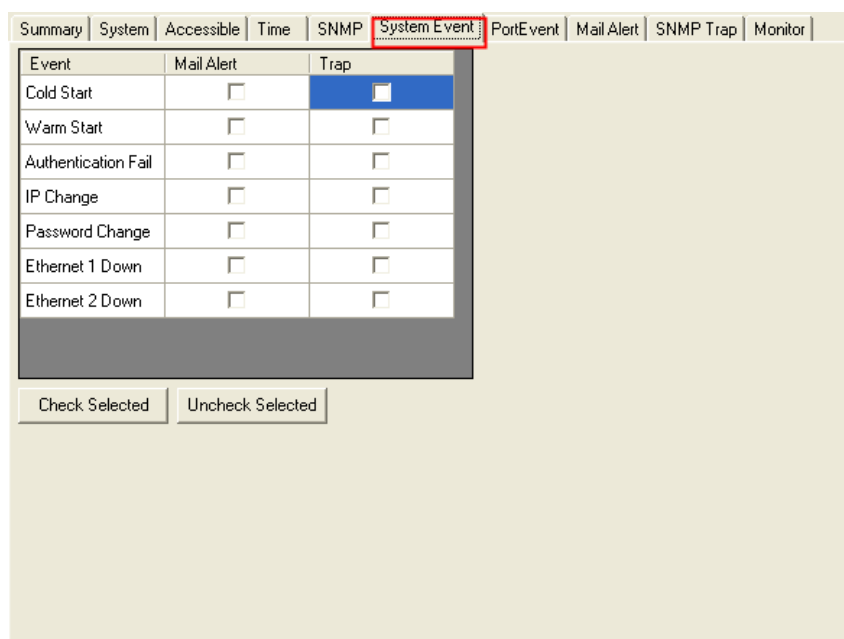 Summary System Accessible Time SNMP System Event PortEvent Mail Alert SNMP Trap Monitor
Event Mail Alert Trap
Cold Start
Warm Start
Authentication Fail
IP Change
Password Change
Ethernet 1 Down
Ethernet 2 Down
Check Selected Uncheck Selected